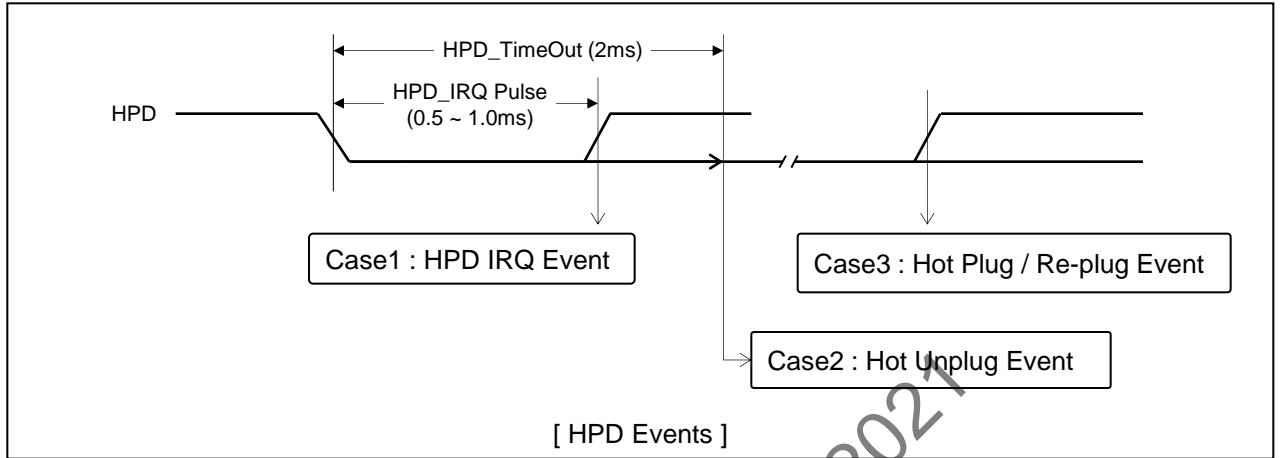 HPD_TimeOut (2ms)
HPD_IRQ Pulse
(0.5 ~ 1.0ms)
HPD
Case1 : HPD IRQ Event
Case3 : Hot Plug / Re-plug Event
Case2 : Hot Unplug Event
2021
[ HPD Events ]